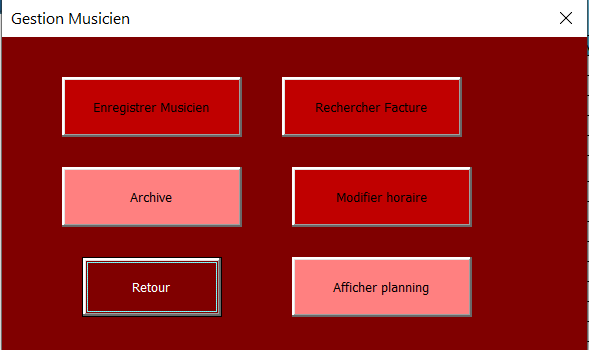 Gestion Musicien
Enregistrer Musicien
Rechercher Facture
Archive
Modifier horaire
Retour
Afficher planning